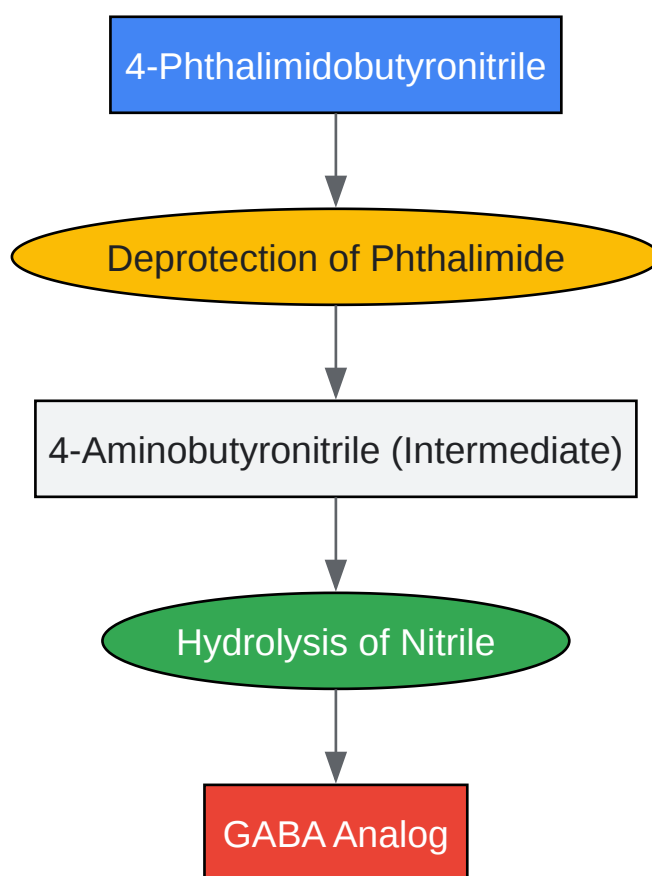 4-Phthalimidobutyronitrile
Deprotection of Phthalimide
4-Aminobutyronitrile (Intermediate)
Hydrolysis of Nitrile
GABA Analog